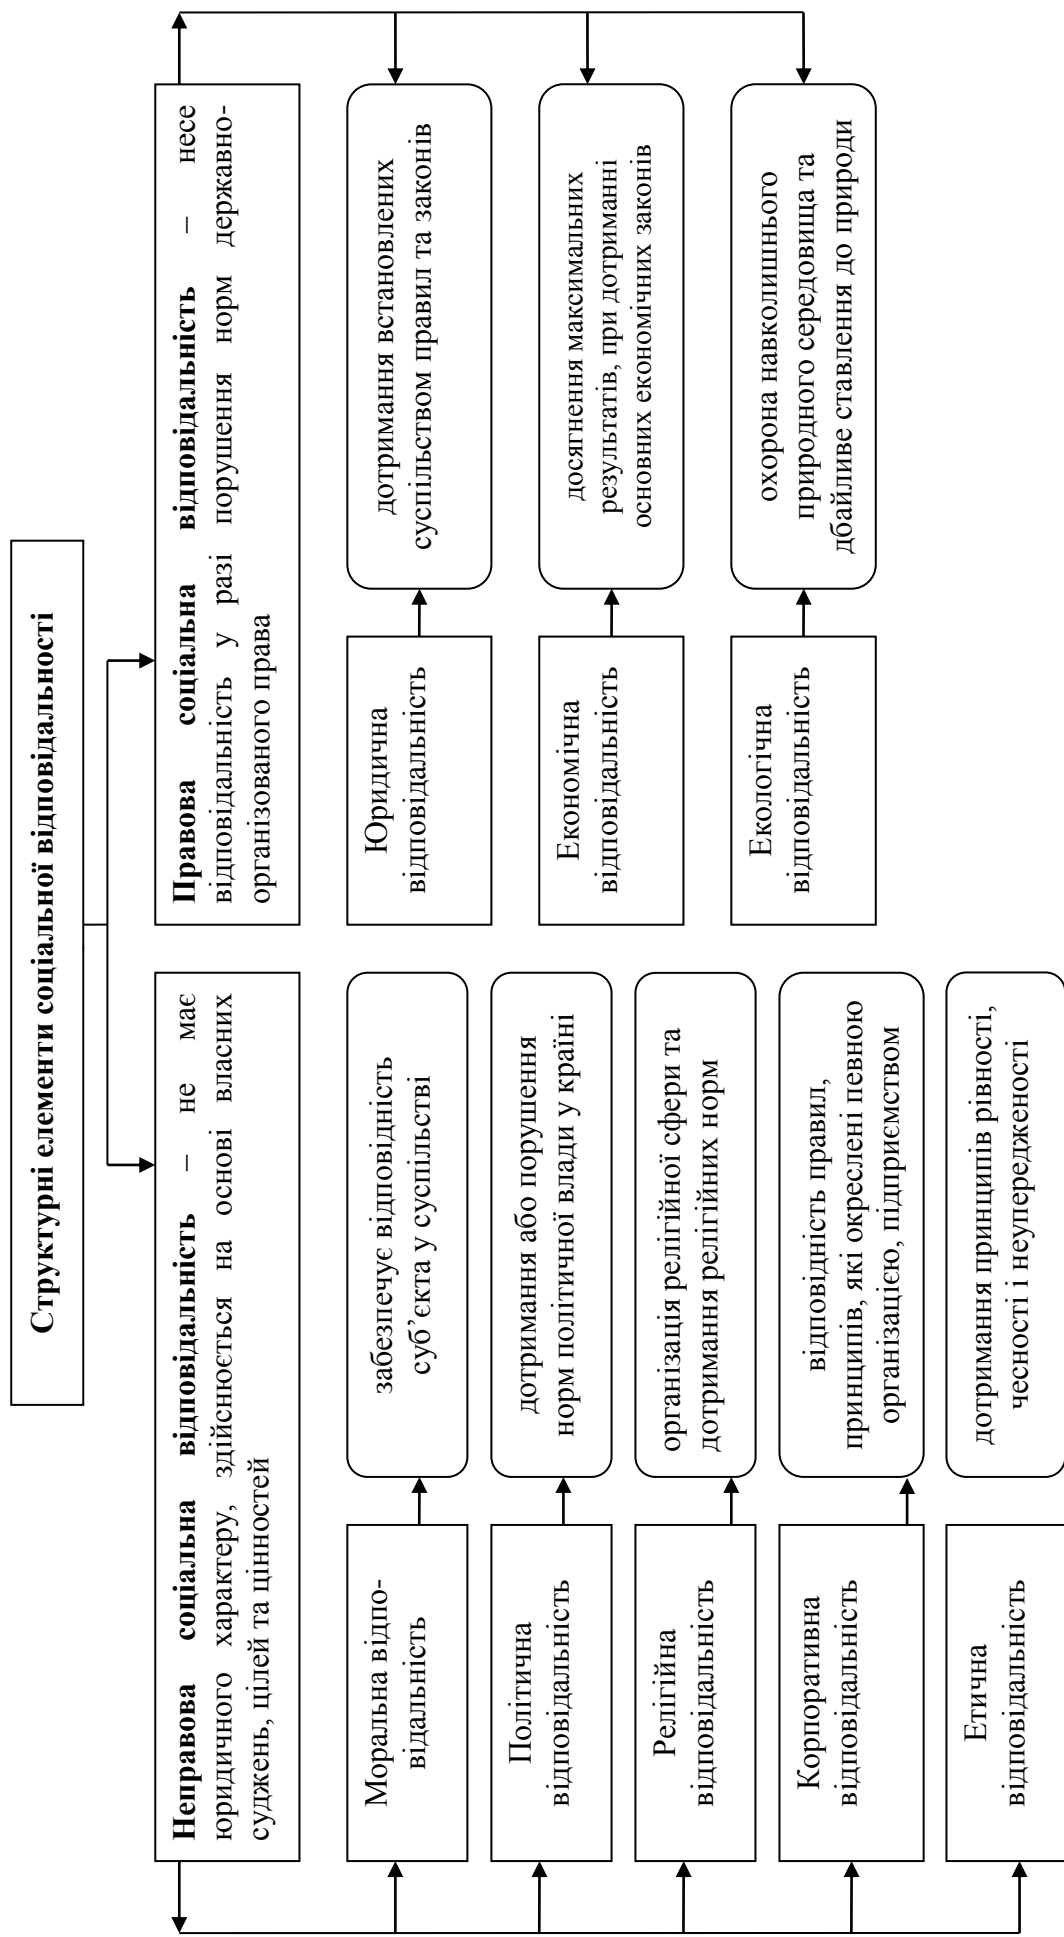 Структурні елементи соціальної відповідальності
Неправова соціальна відповідальність – не має
юридичного характеру, здійснюється на основі власних
суджень, цілей та цінностей
Моральна відпо-
відальність
забезпечує відповідність
суб’єкта у суспільстві
Політична
відповідальність
дотримання або порушення
норм політичної влади у країні
Релігійна
відповідальність
організація релігійної сфери та
дотримання релігійних норм
Корпоративна
відповідальність
відповідність правил,
принципів, які окреслені певною
організацією, підприємством
Етична
відповідальність
дотримання принципів рівності,
чесності і неупередженості
Правова соціальна відповідальність – несе
відповідальність у разі порушення норм державно-
організованого права
Юридична
відповідальність
дотримання встановлених
суспільством правил та законів
Економічна
відповідальність
досягнення максимальних
результатів, при дотриманні
основних економічних законів
Екологічна
відповідальність
охорона навколишнього
природного середовища та
дбайливе ставлення до природи